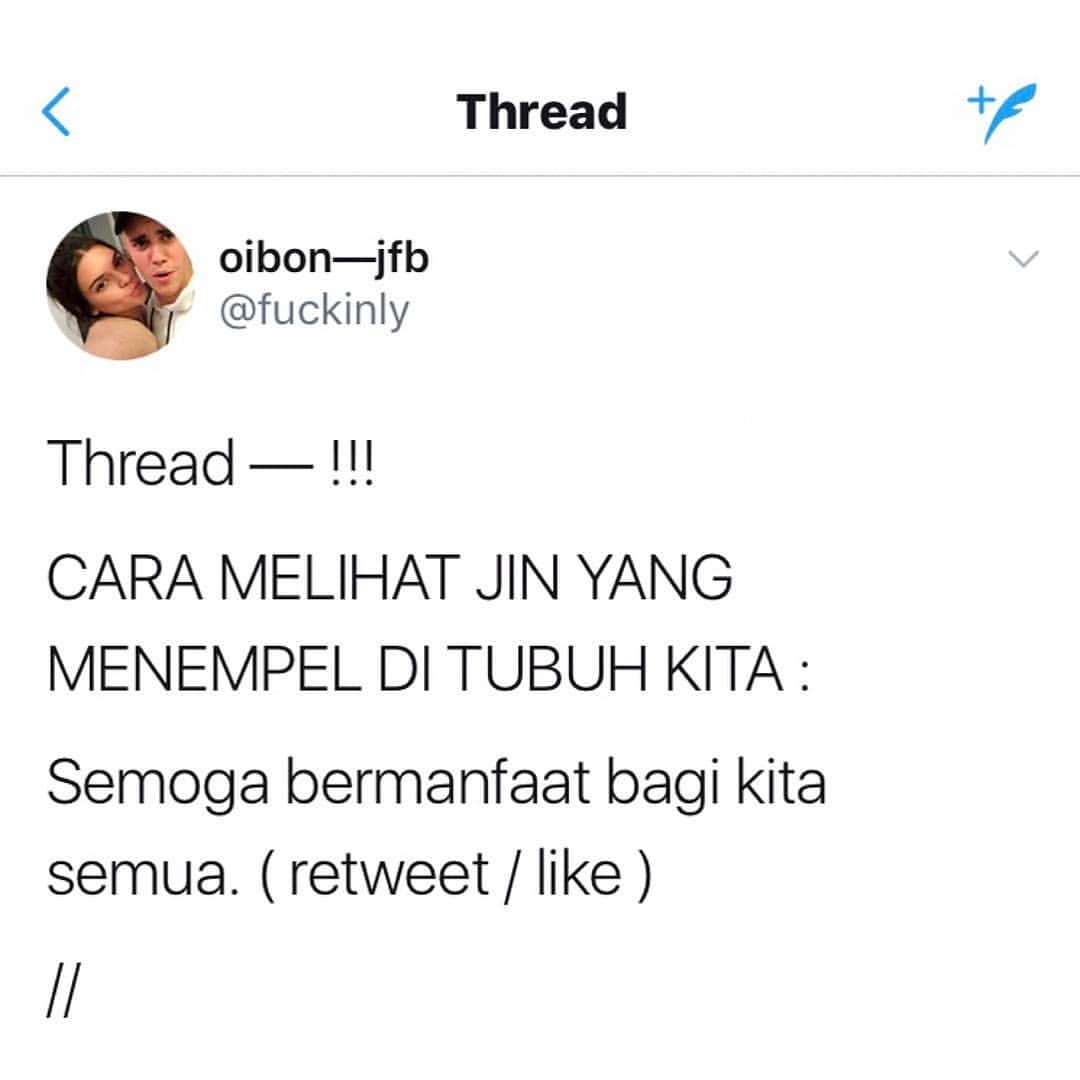 Thread
oibon—jfb
@fuckinly
Thread — !!!
CARA MELIHAT JIN YANG
MENEMPEL DI TUBUH KITA :
Semoga bermanfaat bagi kita
semua. ( retweet / like )
//